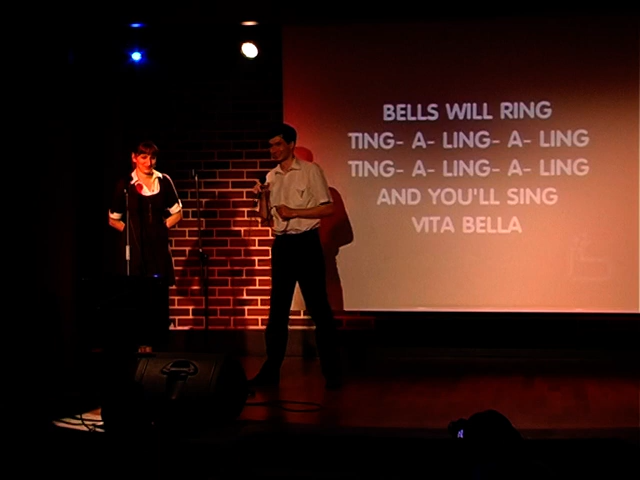 BELLS WILL RING
TING- A- LING- A- LING
TING- A- LING- A- LING
AND YOU'LL SING
VITA BELLA